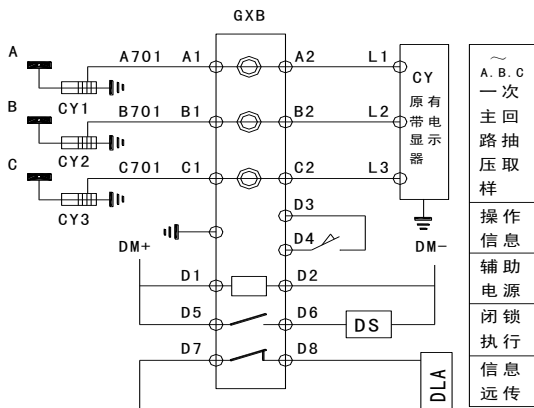 GXB
A
A701 A1 A2 L1
CY1
B
B701 B1 B2 L2
CY2
C
C701 C1 C2 L3
CY3
CY
原有
带电
显示
器
D3
D4
DM+
DM-
D1 D2
D5 D6
DS
D7 D8
DLA
~
A.B.C
一次
主回
路抽
压取
样
操作
信息
辅助
电源
闭锁
执行
信息
远传